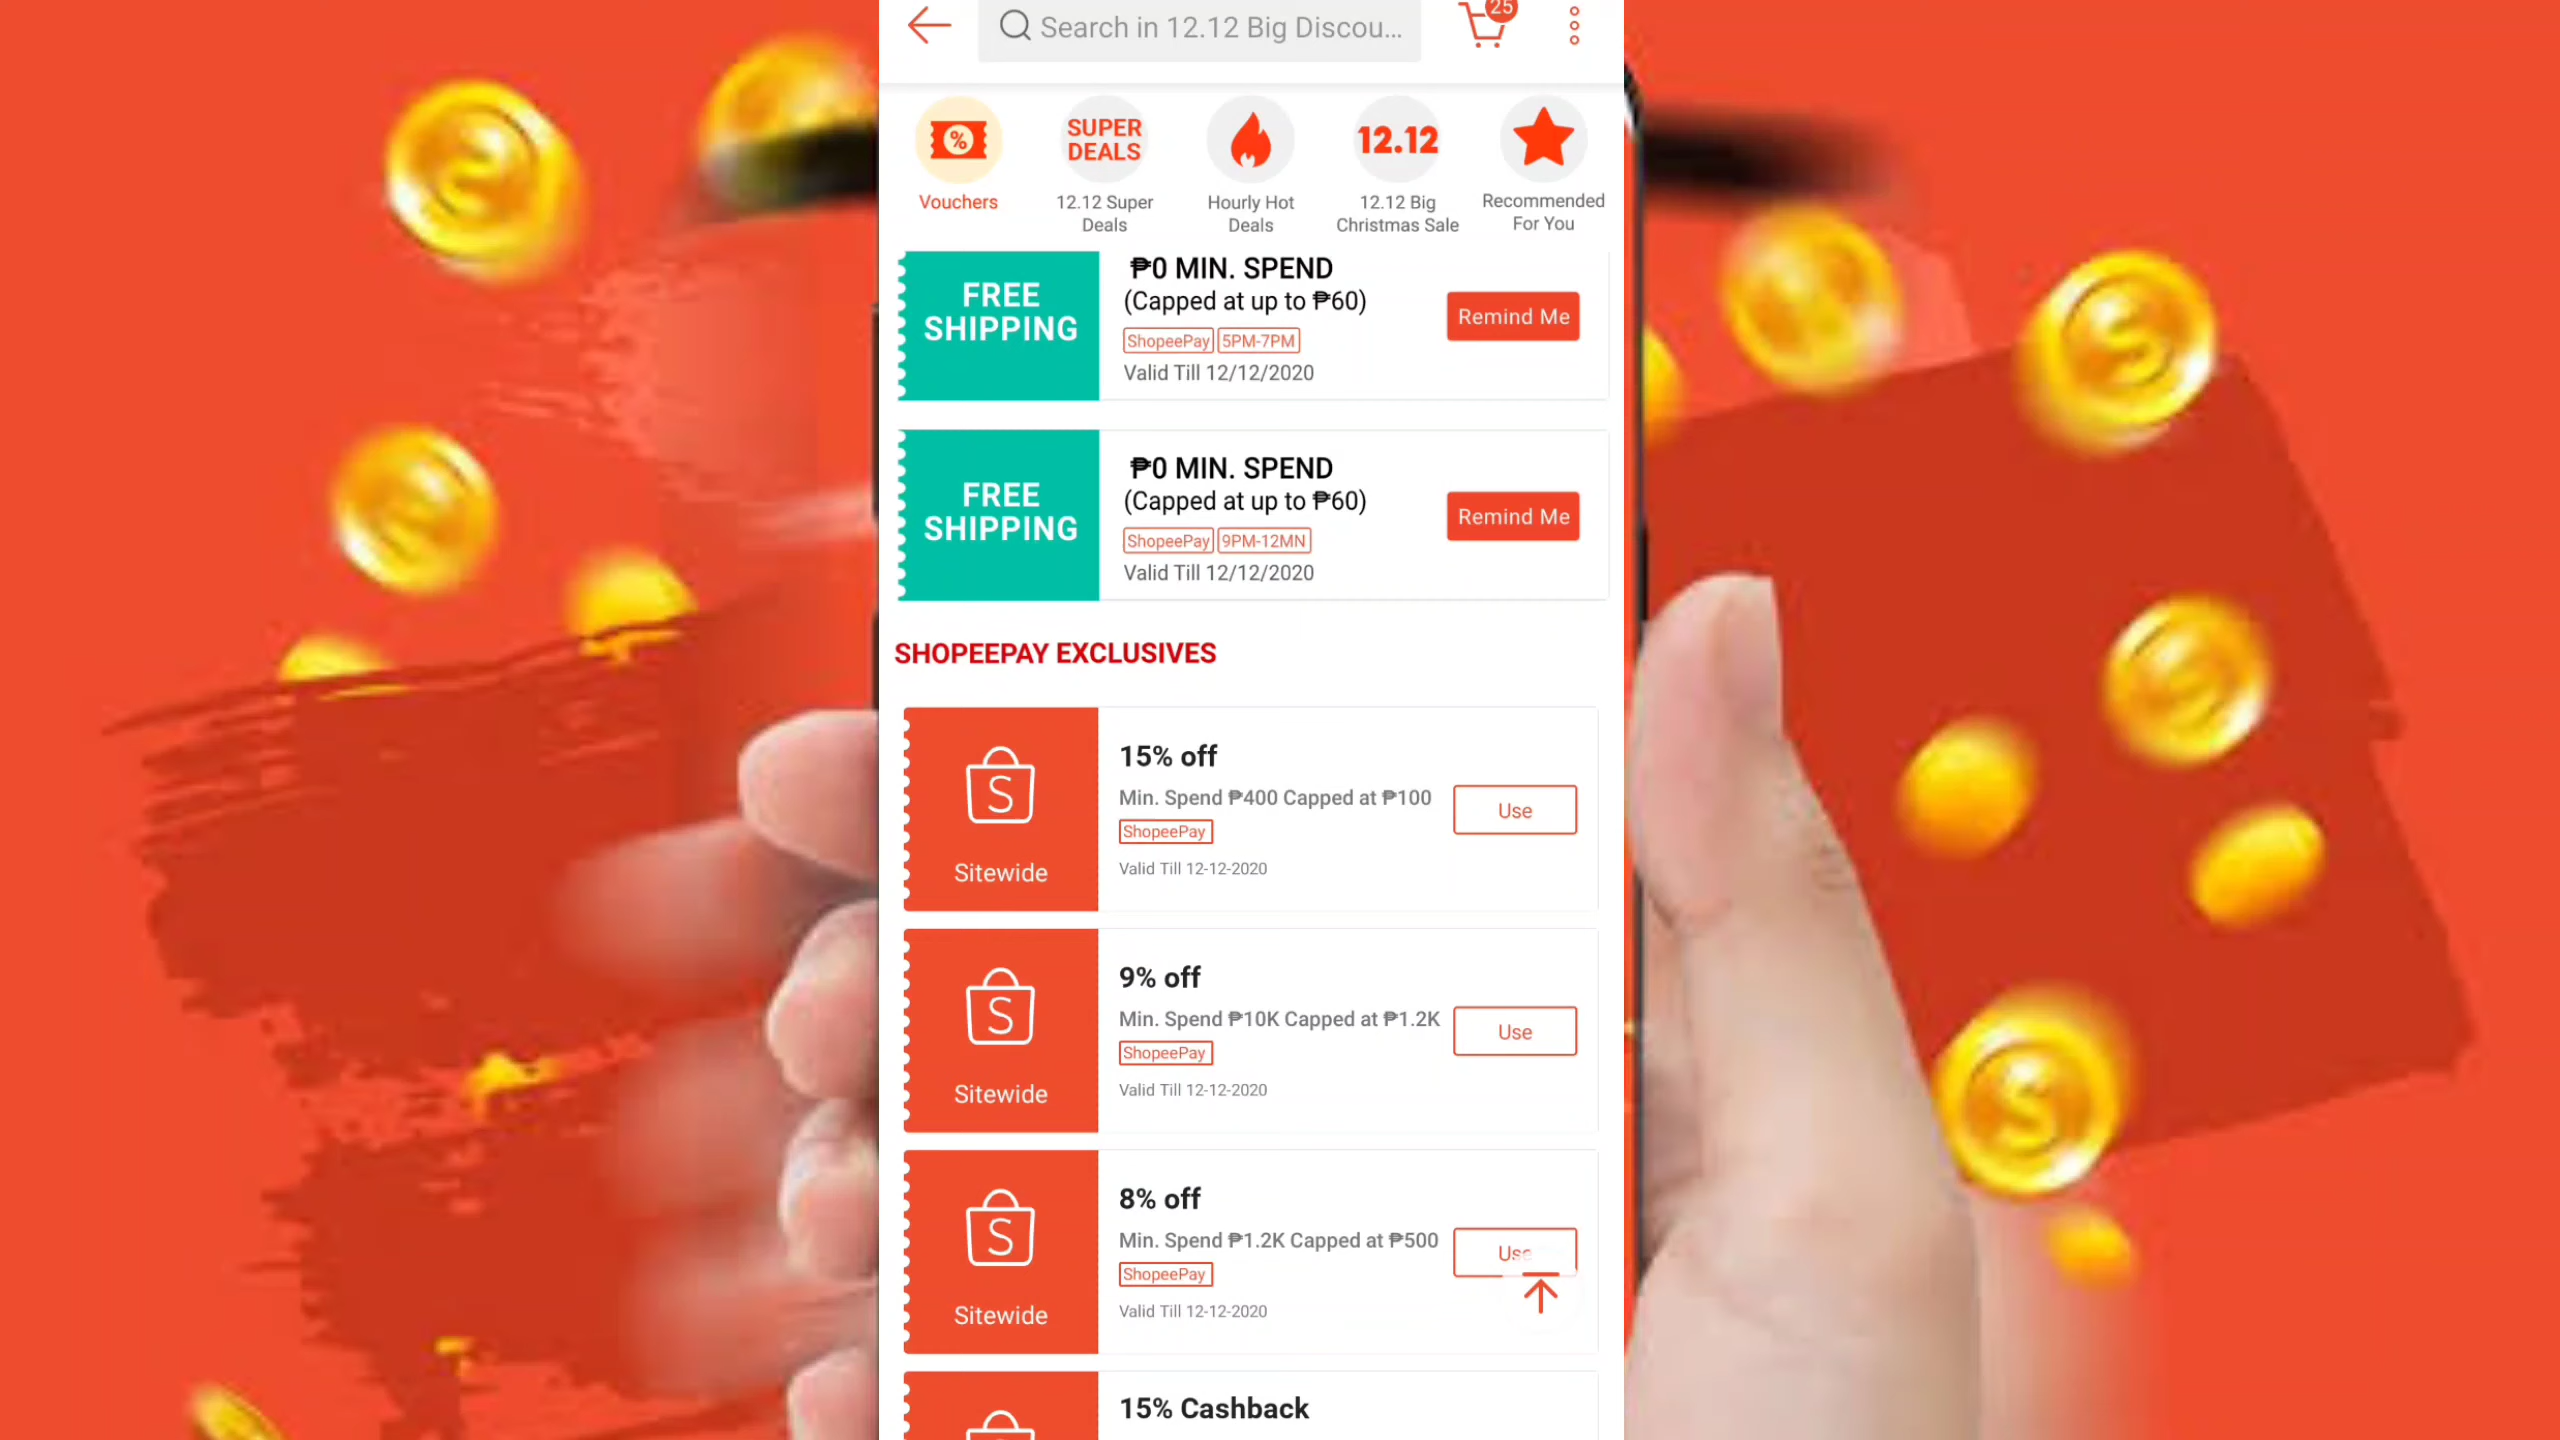 25
Search in 12.12 Big Discou...
%
SUPER
DEALS
12.12
Vouchers
12.12 Super
Deals
Hourly Hot
Deals
12.12 Big
Christmas Sale
Recommended
For You
FREE
SHIPPING
₱0 MIN. SPEND
(Capped at up to ₱60)
ShopeePay 5PM-7PM
Valid Till 12/12/2020
Remind Me
FREE
SHIPPING
₱0 MIN. SPEND
(Capped at up to ₱60)
ShopeePay 9PM-12MN
Valid Till 12/12/2020
Remind Me
SHOPEEPAY EXCLUSIVES
S
Sitewide
15% off
Min. Spend ₱400 Capped at ₱100
ShopeePay
Valid Till 12-12-2020
Use
S
Sitewide
9% off
Min. Spend ₱10K Capped at ₱1.2K
ShopeePay
Valid Till 12-12-2020
Use
S
Sitewide
8% off
Min. Spend ₱1.2K Capped at ₱500
ShopeePay
Valid Till 12-12-2020
Use
15% Cashback